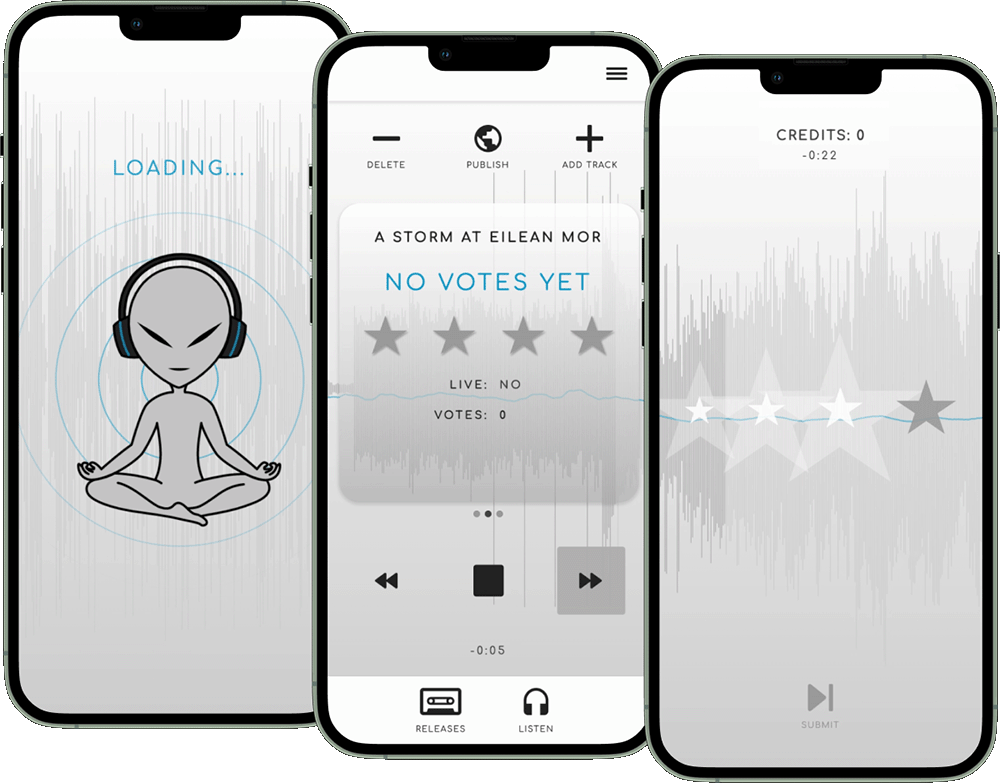 LOADING...
DELETE
PUBLISH
ADD TRACK
A STORM AT EILEAN MOR
NO VOTES YET
LIVE: NO
VOTES: 0
-0:05
RELEASES
LISTEN
CREDITS: 0
-0:22
SUBMIT